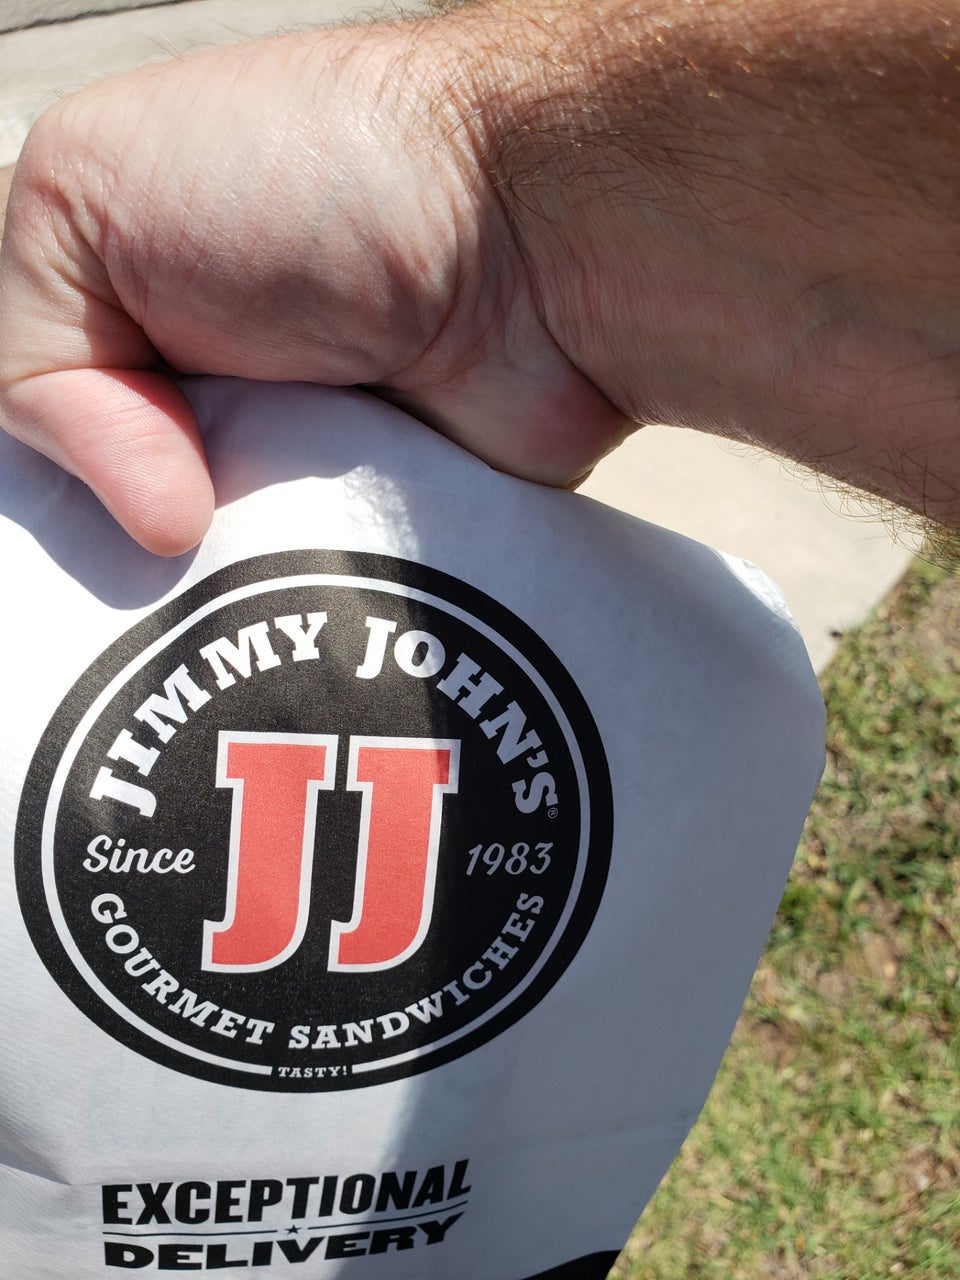 JIMMY JOHN'S®
JJ
Since 1983
GOURMET SANDWICHES
TASTY!
EXCEPTIONAL
DELIVERY